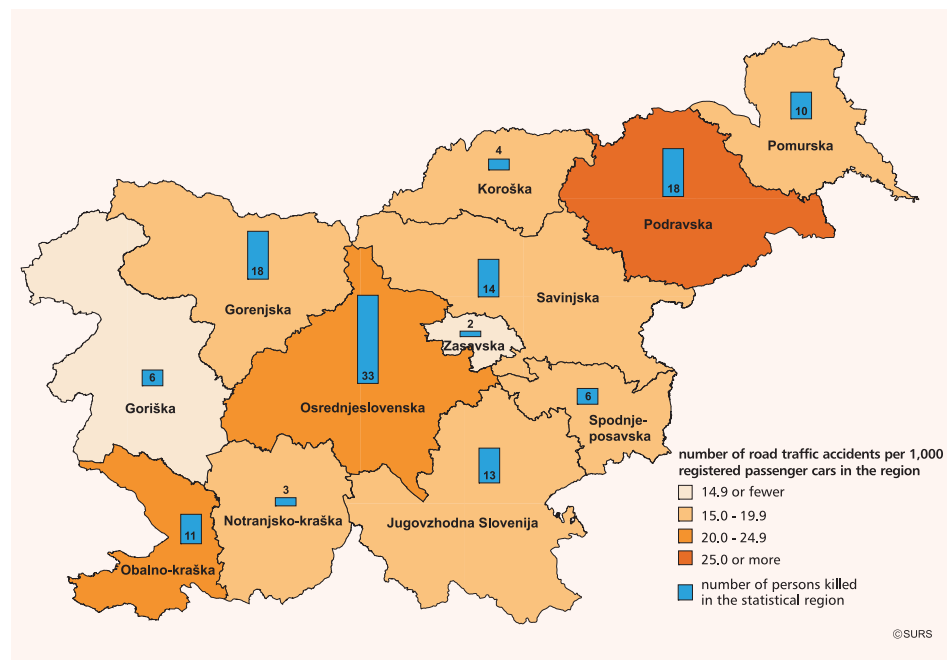 10
Pomurska
4
Koroška
18
Podravska
18
Gorenjska
14
Savinjska
2
Zasavska
33
Osrednjeslovenska
6
Goriška
6
Spodnje-
posavska
13
Jugovzhodna Slovenija
3
Notranjsko-kraška
11
Obalno-kraška
number of road traffic accidents per 1,000
registered passenger cars in the region
14.9 or fewer
15.0 - 19.9
20.0 - 24.9
25.0 or more
number of persons killed
in the statistical region
©SURS